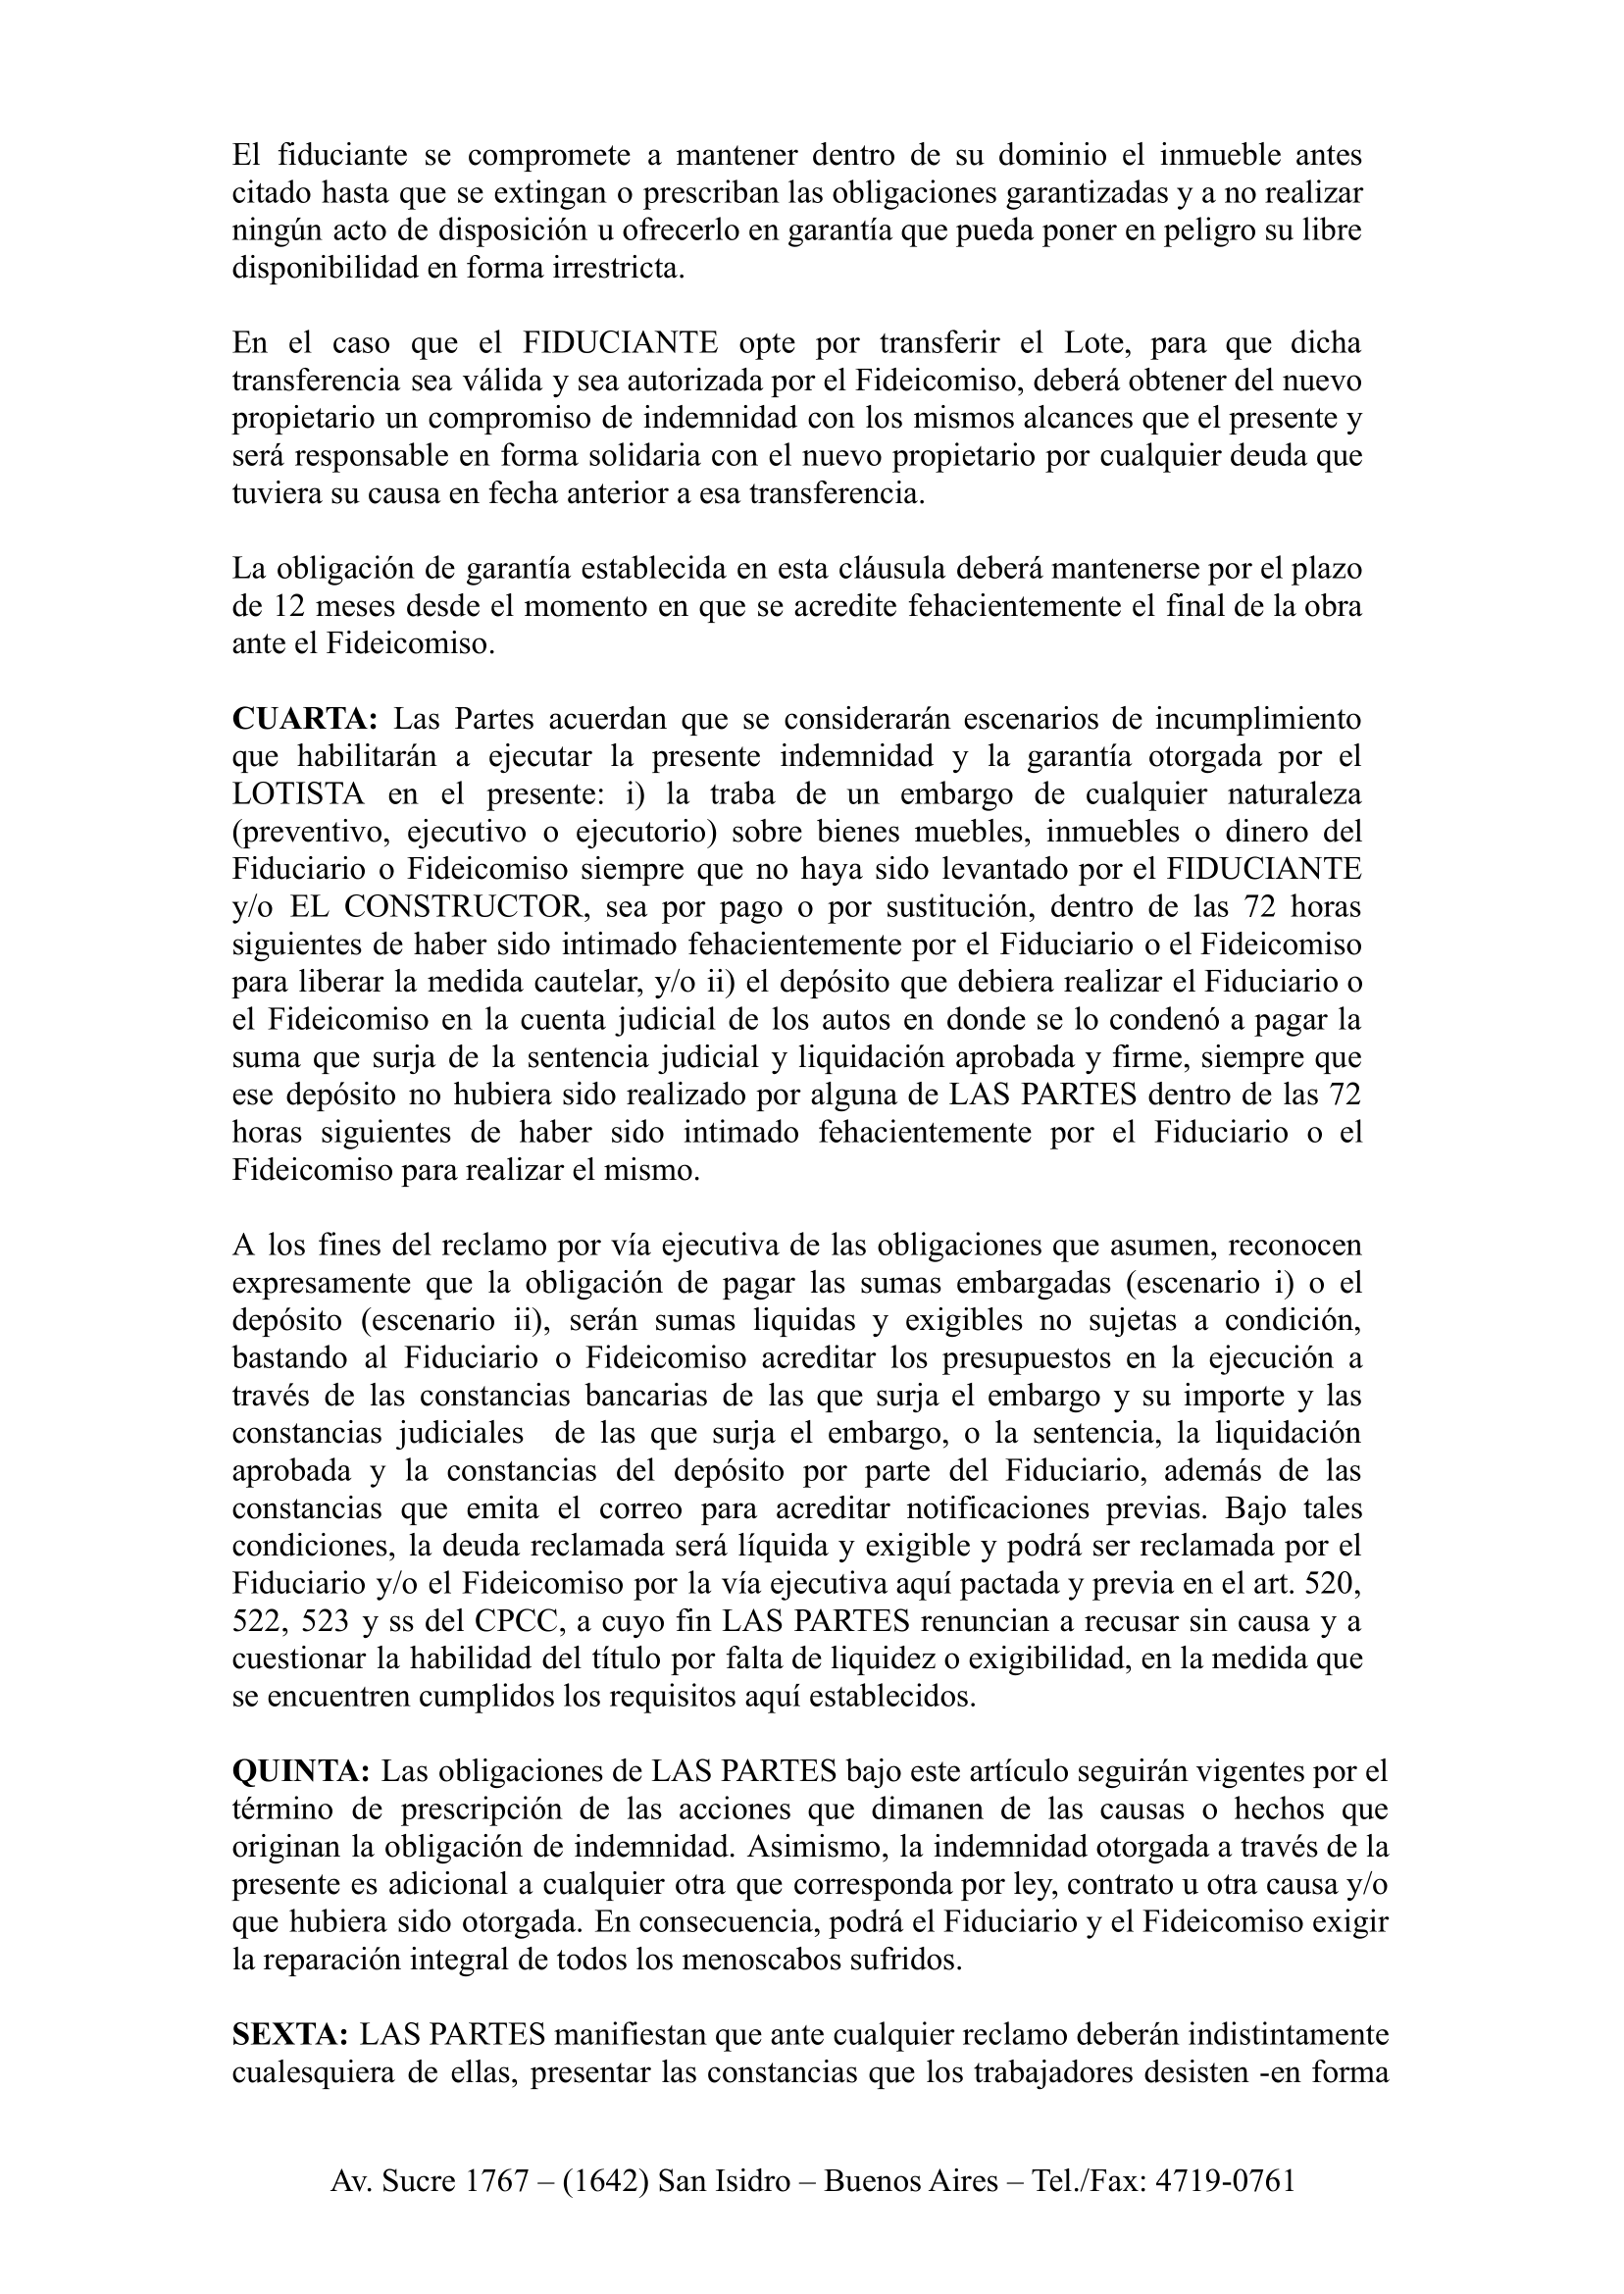 El fiduciante se compromete a mantener dentro de su dominio el inmueble antes
citado hasta que se extingan o prescriban las obligaciones garantizadas y a no realizar
ningún acto de disposición u ofrecerlo en garantía que pueda poner en peligro su libre
disponibilidad en forma irrestricta.
En el caso que el FIDUCIANTE opte por transferir el Lote, para que dicha
transferencia sea válida y sea autorizada por el Fideicomiso, deberá obtener del nuevo
propietario un compromiso de indemnidad con los mismos alcances que el presente y
será responsable en forma solidaria con el nuevo propietario por cualquier deuda que
tuviera su causa en fecha anterior a esa transferencia.
La obligación de garantía establecida en esta cláusula deberá mantenerse por el plazo
de 12 meses desde el momento en que se acredite fehacientemente el final de la obra
ante el Fideicomiso.
CUARTA: Las Partes acuerdan que se considerarán escenarios de incumplimiento
que habilitarán a ejecutar la presente indemnidad y la garantía otorgada por el
LOTISTA en el presente: i) la traba de un embargo de cualquier naturaleza
(preventivo, ejecutivo o ejecutorio) sobre bienes muebles, inmuebles o dinero del
Fiduciario o Fideicomiso siempre que no haya sido levantado por el FIDUCIANTE
y/o EL CONSTRUCTOR, sea por pago o por sustitución, dentro de las 72 horas
siguientes de haber sido intimado fehacientemente por el Fiduciario o el Fideicomiso
para liberar la medida cautelar, y/o ii) el depósito que debiera realizar el Fiduciario o
el Fideicomiso en la cuenta judicial de los autos en donde se lo condenó a pagar la
suma que surja de la sentencia judicial y liquidación aprobada y firme, siempre que
ese depósito no hubiera sido realizado por alguna de LAS PARTES dentro de las 72
horas siguientes de haber sido intimado fehacientemente por el Fiduciario o el
Fideicomiso para realizar el mismo.
A los fines del reclamo por vía ejecutiva de las obligaciones que asumen, reconocen
expresamente que la obligación de pagar las sumas embargadas (escenario i) o el
depósito (escenario ii), serán sumas liquidas y exigibles no sujetas a condición,
bastando al Fiduciario o Fideicomiso acreditar los presupuestos en la ejecución a
través de las constancias bancarias de las que surja el embargo y su importe y las
constancias judiciales  de las que surja el embargo, o la sentencia, la liquidación
aprobada y la constancias del depósito por parte del Fiduciario, además de las
constancias que emita el correo para acreditar notificaciones previas. Bajo tales
condiciones, la deuda reclamada será líquida y exigible y podrá ser reclamada por el
Fiduciario y/o el Fideicomiso por la vía ejecutiva aquí pactada y previa en el art. 520,
522, 523 y ss del CPCC, a cuyo fin LAS PARTES renuncian a recusar sin causa y a
cuestionar la habilidad del título por falta de liquidez o exigibilidad, en la medida que
se encuentren cumplidos los requisitos aquí establecidos.
QUINTA: Las obligaciones de LAS PARTES bajo este artículo seguirán vigentes por el
término de prescripción de las acciones que dimanen de las causas o hechos que
originan la obligación de indemnidad. Asimismo, la indemnidad otorgada a través de la
presente es adicional a cualquier otra que corresponda por ley, contrato u otra causa y/o
que hubiera sido otorgada. En consecuencia, podrá el Fiduciario y el Fideicomiso exigir
la reparación integral de todos los menoscabos sufridos.
SEXTA: LAS PARTES manifiestan que ante cualquier reclamo deberán indistintamente
cualesquiera de ellas, presentar las constancias que los trabajadores desisten -en forma
Av. Sucre 1767 – (1642) San Isidro – Buenos Aires – Tel./Fax: 4719-0761